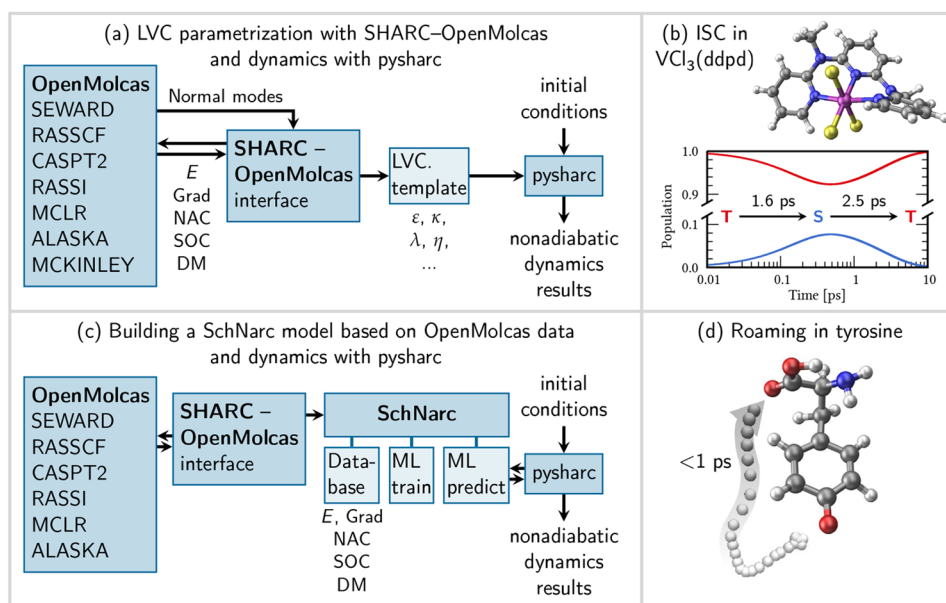 (a) LVC parametrization with SHARC–OpenMolcas
and dynamics with pysharc
OpenMolcas
SEWARD
RASSCF
CASPT2
RASSI
MCLR
ALASKA
MCKINLEY
Normal modes
E
Grad
NAC
SOC
DM
SHARC –
OpenMolcas
interface
LVC.
template
ε, κ,
λ, η,
...
initial
conditions
pysharc
nonadiabatic
dynamics
results
(b) ISC in
VCl3(ddpd)
Population
1.0
0.9
0.1
0.0
T
1.6 ps
S
2.5 ps
T
0.01
0.1
1
10
Time [ps]
(c) Building a SchNarc model based on OpenMolcas data
and dynamics with pysharc
OpenMolcas
SEWARD
RASSCF
CASPT2
RASSI
MCLR
ALASKA
SHARC –
OpenMolcas
interface
SchNarc
Data-
base
ML
train
ML
predict
E, Grad
NAC
SOC
DM
initial
conditions
pysharc
nonadiabatic
dynamics
results
(d) Roaming in tyrosine
<1 ps